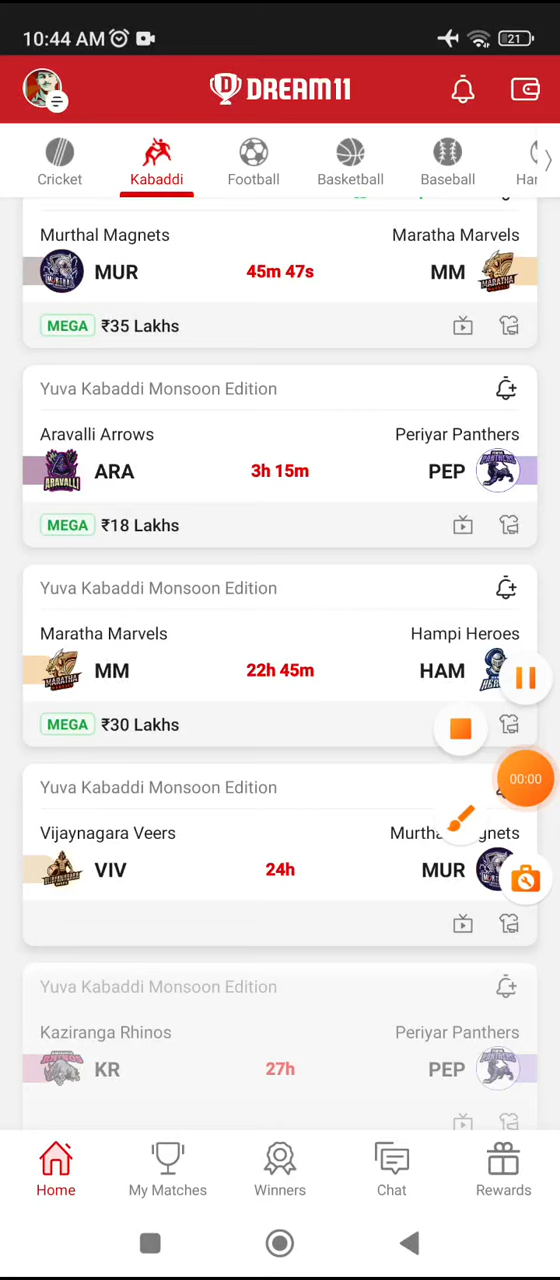 10:44 AM
21
DREAM11
Cricket
Kabaddi
Football
Basketball
Baseball
Murthal Magnets
Maratha Marvels
MUR
45m 47s
MM
MEGA ₹35 Lakhs
Yuva Kabaddi Monsoon Edition
Aravalli Arrows
Periyar Panthers
ARA
3h 15m
PEP
MEGA ₹18 Lakhs
Yuva Kabaddi Monsoon Edition
Maratha Marvels
Hampi Heroes
MM
22h 45m
HAM
MEGA ₹30 Lakhs
00:00
Yuva Kabaddi Monsoon Edition
Vijaynagara Veers
VIV
24h
MUR
Yuva Kabaddi Monsoon Edition
Kaziranga Rhinos
Periyar Panthers
KR
27h
PEP
Home
My Matches
Winners
Chat
Rewards